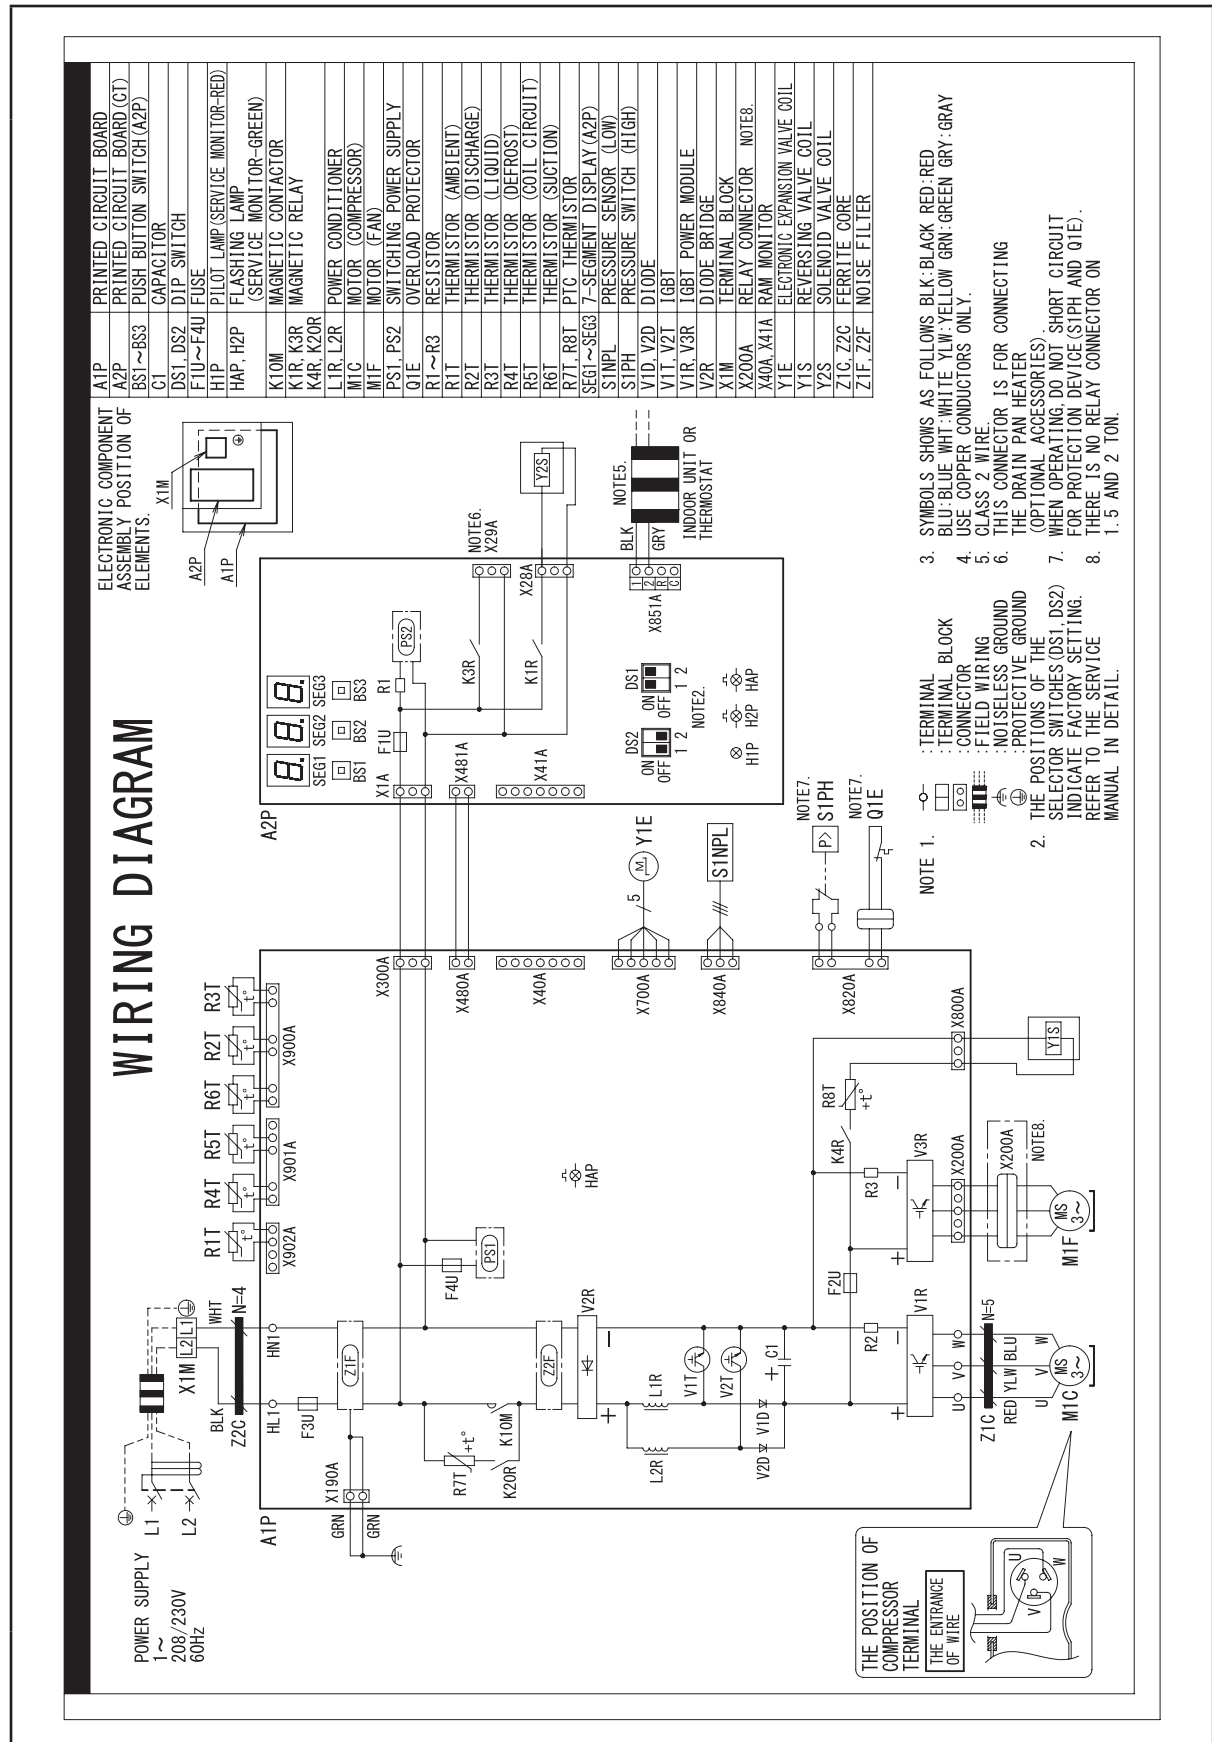 WIRING DIAGRAM
POWER SUPPLY
1~
208/230V
60Hz
L1
L2
X1M
L2 L1
BLK
WHT
Z2C
N=4
HL1
HN1
A1P
R1T
R4T
R5T
R6T
R2T
R3T
t°
t°
t°
t°
t°
t°
X902A
X901A
X900A
F3U
X190A
GRN
GRN
Z1F
R7T
+t°
K20R
K10M
F4U
PS1
Z2F
V2R
+
-
HAP
L2R
L1R
V1T
V2T
V2D
V1D
+
C1
R2
F2U
R3
K4R
R8T
+t°
V1R
+
-
V3R
+
-
X300A
X480A
X40A
X700A
X840A
X820A
X800A
X200A
X200A
NOTE8.
Y1S
U
V
W
Z1C
N=5
RED
YLW
BLU
U
V
W
MS
3~
M1C
MS
3~
M1F
5
M
Y1E
S1NPL
NOTE7.
S1PH
P>
NOTE7.
Q1E
THE POSITION OF
COMPRESSOR
TERMINAL
THE ENTRANCE
OF WIRE
U
V
W
A2P
SEG1
SEG2
SEG3
BS1
BS2
BS3
X1A
F1U
R1
PS2
X481A
X41A
K3R
K1R
NOTE6.
X29A
X28A
Y2S
DS2
ON
OFF
1 2
DS1
ON
OFF
1 2
NOTE2.
H1P
H2P
HAP
X851A
1
2
R
C
BLK
GRY
NOTE5.
INDOOR UNIT OR
THERMOSTAT
ELECTRONIC COMPONENT
ASSEMBLY POSITION OF
ELEMENTS.
A2P
A1P
X1M
A1P PRINTED CIRCUIT BOARD
A2P PRINTED CIRCUIT BOARD(CT)
BS1~BS3 PUSH BUTTON SWITCH(A2P)
C1 CAPACITOR
DS1, DS2 DIP SWITCH
F1U~F4U FUSE
H1P PILOT LAMP(SERVICE MONITOR-RED)
HAP, H2P FLASHING LAMP
(SERVICE MONITOR-GREEN)
K10M MAGNETIC CONTACTOR
K1R, K3R MAGNETIC RELAY
K4R, K20R
L1R, L2R POWER CONDITIONER
M1C MOTOR (COMPRESSOR)
M1F MOTOR (FAN)
PS1, PS2 SWITCHING POWER SUPPLY
Q1E OVERLOAD PROTECTOR
R1~R3 RESISTOR
R1T THERMISTOR (AMBIENT)
R2T THERMISTOR (DISCHARGE)
R3T THERMISTOR (LIQUID)
R4T THERMISTOR (DEFROST)
R5T THERMISTOR (COIL CIRCUIT)
R6T THERMISTOR (SUCTION)
R7T, R8T PTC THERMISTOR
SEG1~SEG3 7-SEGMENT DISPLAY(A2P)
S1NPL PRESSURE SENSOR (LOW)
S1PH PRESSURE SWITCH (HIGH)
V1D, V2D DIODE
V1T, V2T IGBT
V1R, V3R IGBT POWER MODULE
V2R DIODE BRIDGE
X1M TERMINAL BLOCK
X200A RELAY CONNECTOR NOTE8.
X40A, X41A RAM MONITOR
Y1E ELECTRONIC EXPANSION VALVE COIL
Y1S REVERSING VALVE COIL
Y2S SOLENOID VALVE COIL
Z1C, Z2C FERRITE CORE
Z1F, Z2F NOISE FILTER
NOTE 1.
:TERMINAL
:TERMINAL BLOCK
:CONNECTOR
:FIELD WIRING
:NOISELESS GROUND
:PROTECTIVE GROUND
2. THE POSITIONS OF THE
SELECTOR SWITCHES(DS1, DS2)
INDICATE FACTORY SETTING.
REFER TO THE SERVICE
MANUAL IN DETAIL.
3. SYMBOLS SHOWS AS FOLLOWS BLK:BLACK RED:RED
BLU:BLUE WHT:WHITE YLW:YELLOW GRN:GREEN GRY:GRAY
4. USE COPPER CONDUCTORS ONLY.
5. CLASS 2 WIRE.
6. THIS CONNECTOR IS FOR CONNECTING
THE DRAIN PAN HEATER
(OPTIONAL ACCESSORIES).
7. WHEN OPERATING, DO NOT SHORT CIRCUIT
FOR PROTECTION DEVICE(S1PH AND Q1E).
8. THERE IS NO RELAY CONNECTOR ON
1. 5 AND 2 TON.